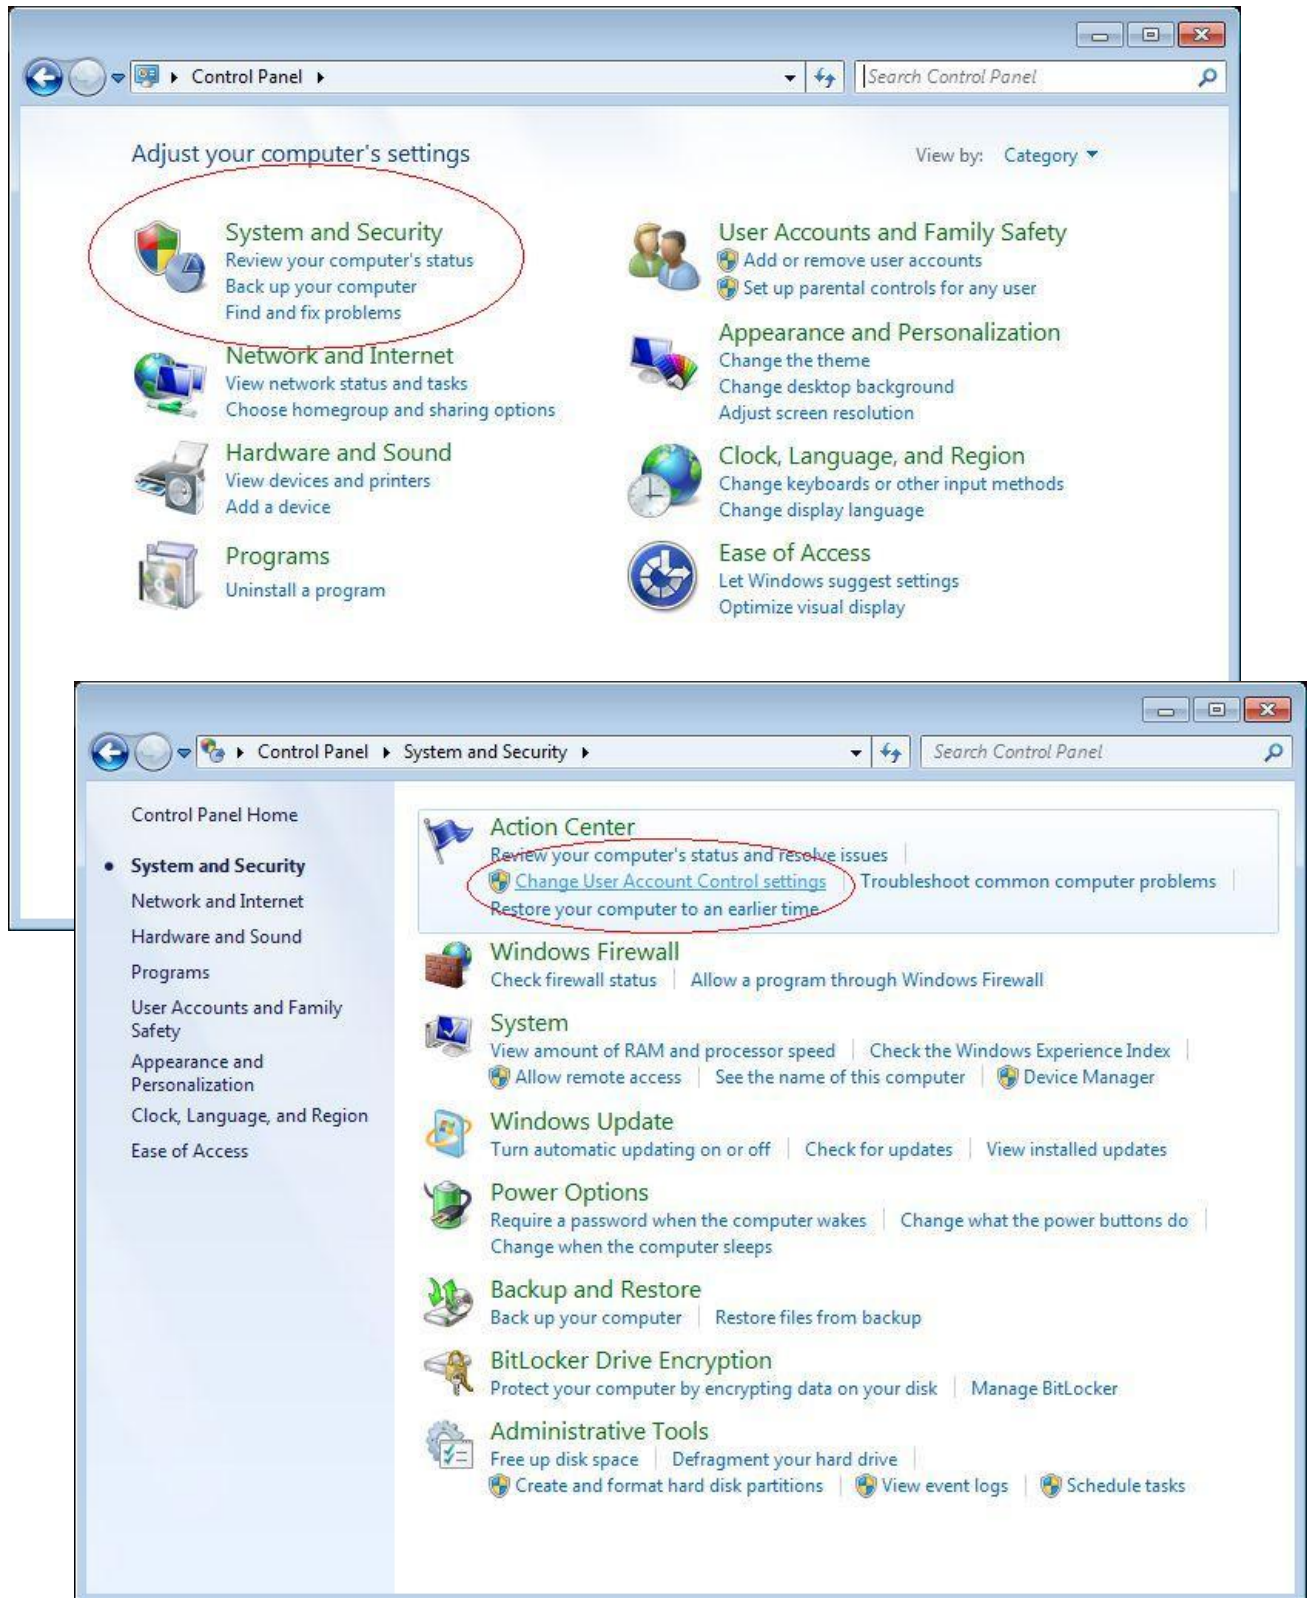 Control Panel
Search Control Panel
Adjust your computer's settings
View by: Category
System and Security
Review your computer's status
Back up your computer
Find and fix problems
Network and Internet
View network status and tasks
Choose homegroup and sharing options
Hardware and Sound
View devices and printers
Add a device
Programs
Uninstall a program
User Accounts and Family Safety
Add or remove user accounts
Set up parental controls for any user
Appearance and Personalization
Change the theme
Change desktop background
Adjust screen resolution
Clock, Language, and Region
Change keyboards or other input methods
Change display language
Ease of Access
Let Windows suggest settings
Optimize visual display
Control Panel System and Security
Search Control Panel
Control Panel Home
System and Security
Network and Internet
Hardware and Sound
Programs
User Accounts and Family
Safety
Appearance and
Personalization
Clock, Language, and Region
Ease of Access
Action Center
Review your computer's status and resolve issues
Change User Account Control settings Troubleshoot common computer problems
Restore your computer to an earlier time
Windows Firewall
Check firewall status Allow a program through Windows Firewall
System
View amount of RAM and processor speed Check the Windows Experience Index
Allow remote access See the name of this computer Device Manager
Windows Update
Turn automatic updating on or off Check for updates View installed updates
Power Options
Require a password when the computer wakes Change what the power buttons do
Change when the computer sleeps
Backup and Restore
Back up your computer Restore files from backup
BitLocker Drive Encryption
Protect your computer by encrypting data on your disk Manage BitLocker
Administrative Tools
Free up disk space Defragment your hard drive
Create and format hard disk partitions View event logs Schedule tasks